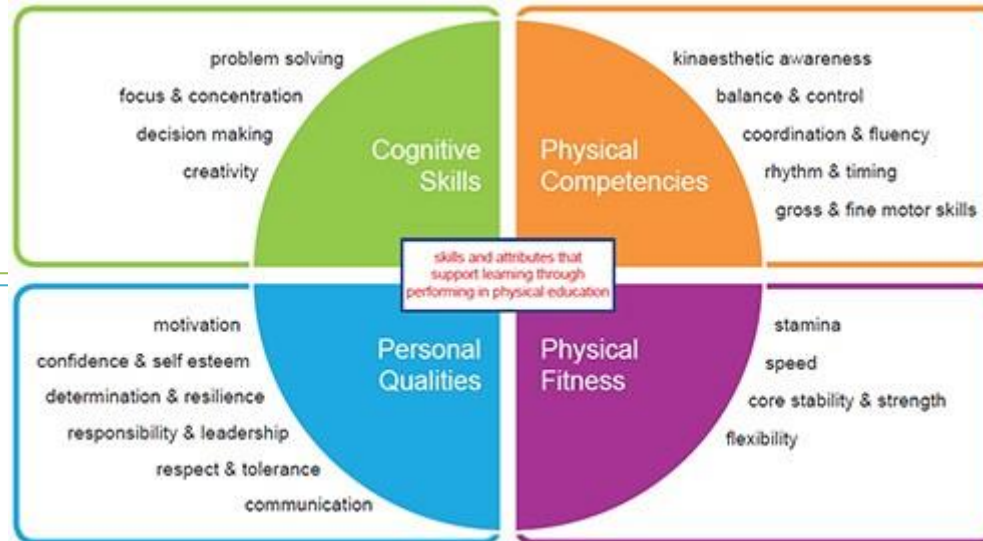 problem solving
focus & concentration
decision making
creativity
Cognitive
Skills
kinaesthetic awareness
balance & control
coordination & fluency
rhythm & timing
gross & fine motor skills
Physical
Competencies
skills and attributes that
support learning through
performing in physical education
motivation
confidence & self esteem
determination & resilience
responsibility & leadership
respect & tolerance
communication
Personal
Qualities
stamina
speed
core stability & strength
flexibility
Physical
Fitness